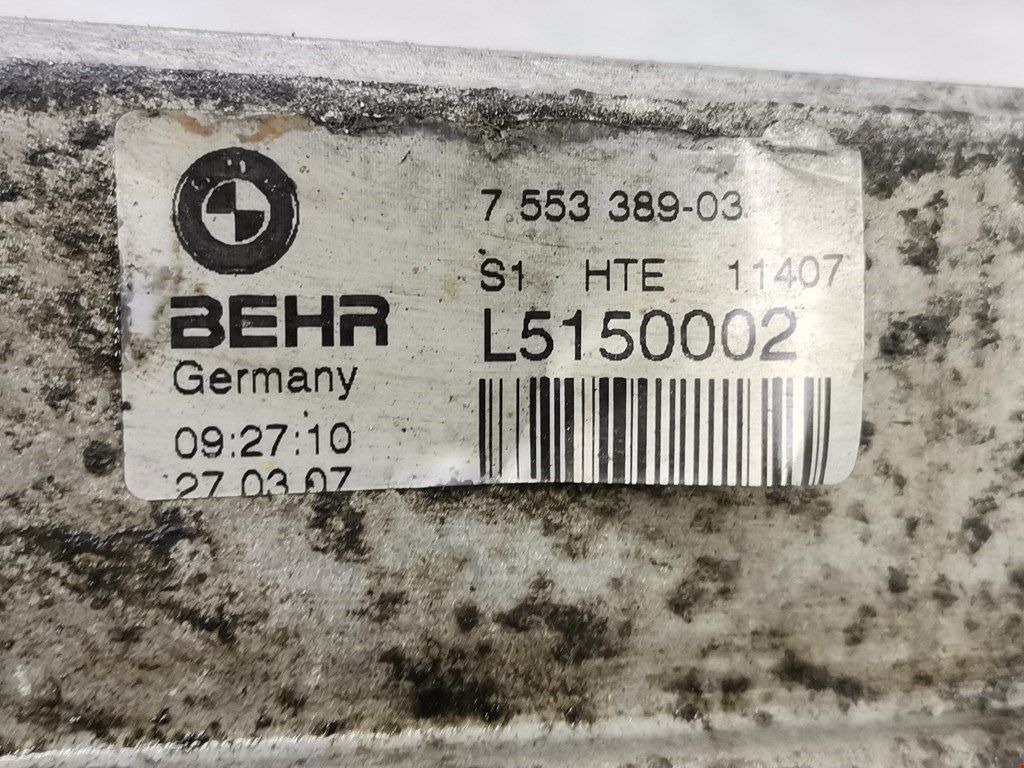 7 553 389-03
S1 HTE 11407
L5150002
BEHR
Germany
09:27:10
27.03.07